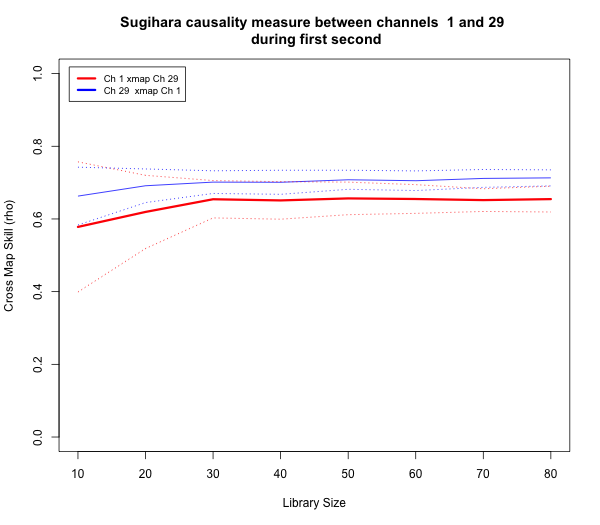 Sugihara causality measure between channels  1 and 29
during first second
Ch 1 xmap Ch 29
Ch 29  xmap Ch 1
Cross Map Skill (rho)
1.0
0.8
0.6
0.4
0.2
0.0
10 20 30 40 50 60 70 80
Library Size